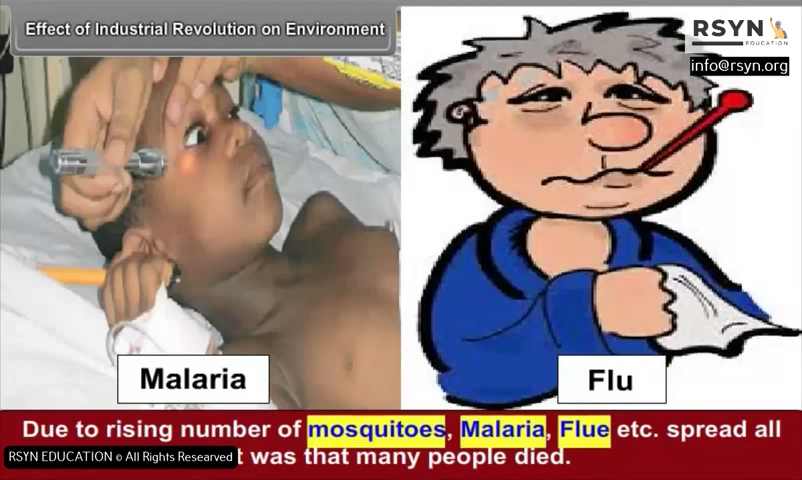 Effect of Industrial Revolution on Environment
RSYN
EDUCATION
info@rsyn.org
Malaria
Flu
Due to rising number of mosquitoes, Malaria, Flue etc. spread all
RSYN EDUCATION © All Rights Researved
t was that many people died.